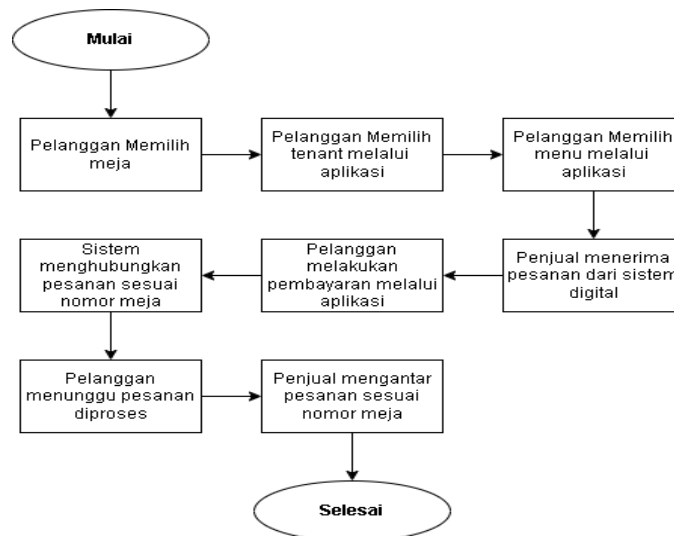 Mulai
Pelanggan Memilih
meja
Pelanggan Memilih
tenant melalui
aplikasi
Pelanggan Memilih
menu melalui
aplikasi
Penjual menerima
pesanan dari sistem
digital
Pelanggan
melakukan
pembayaran melalui
aplikasi
Sistem
menghubungkan
pesanan sesuai
nomor meja
Pelanggan
menunggu pesanan
diproses
Penjual mengantar
pesanan sesuai
nomor meja
Selesai